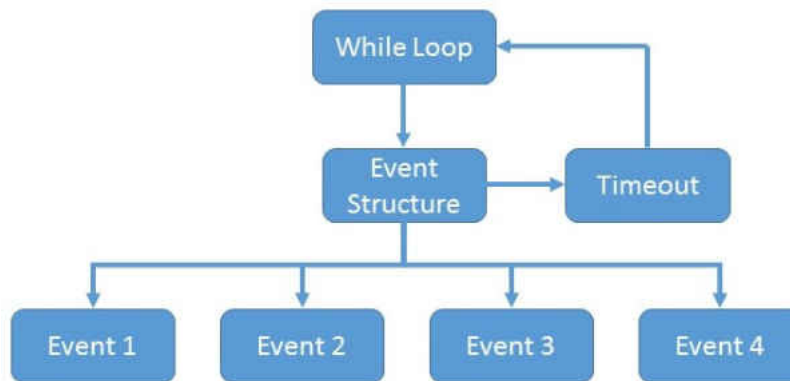 While Loop
Event
Structure
Timeout
Event 1
Event 2
Event 3
Event 4